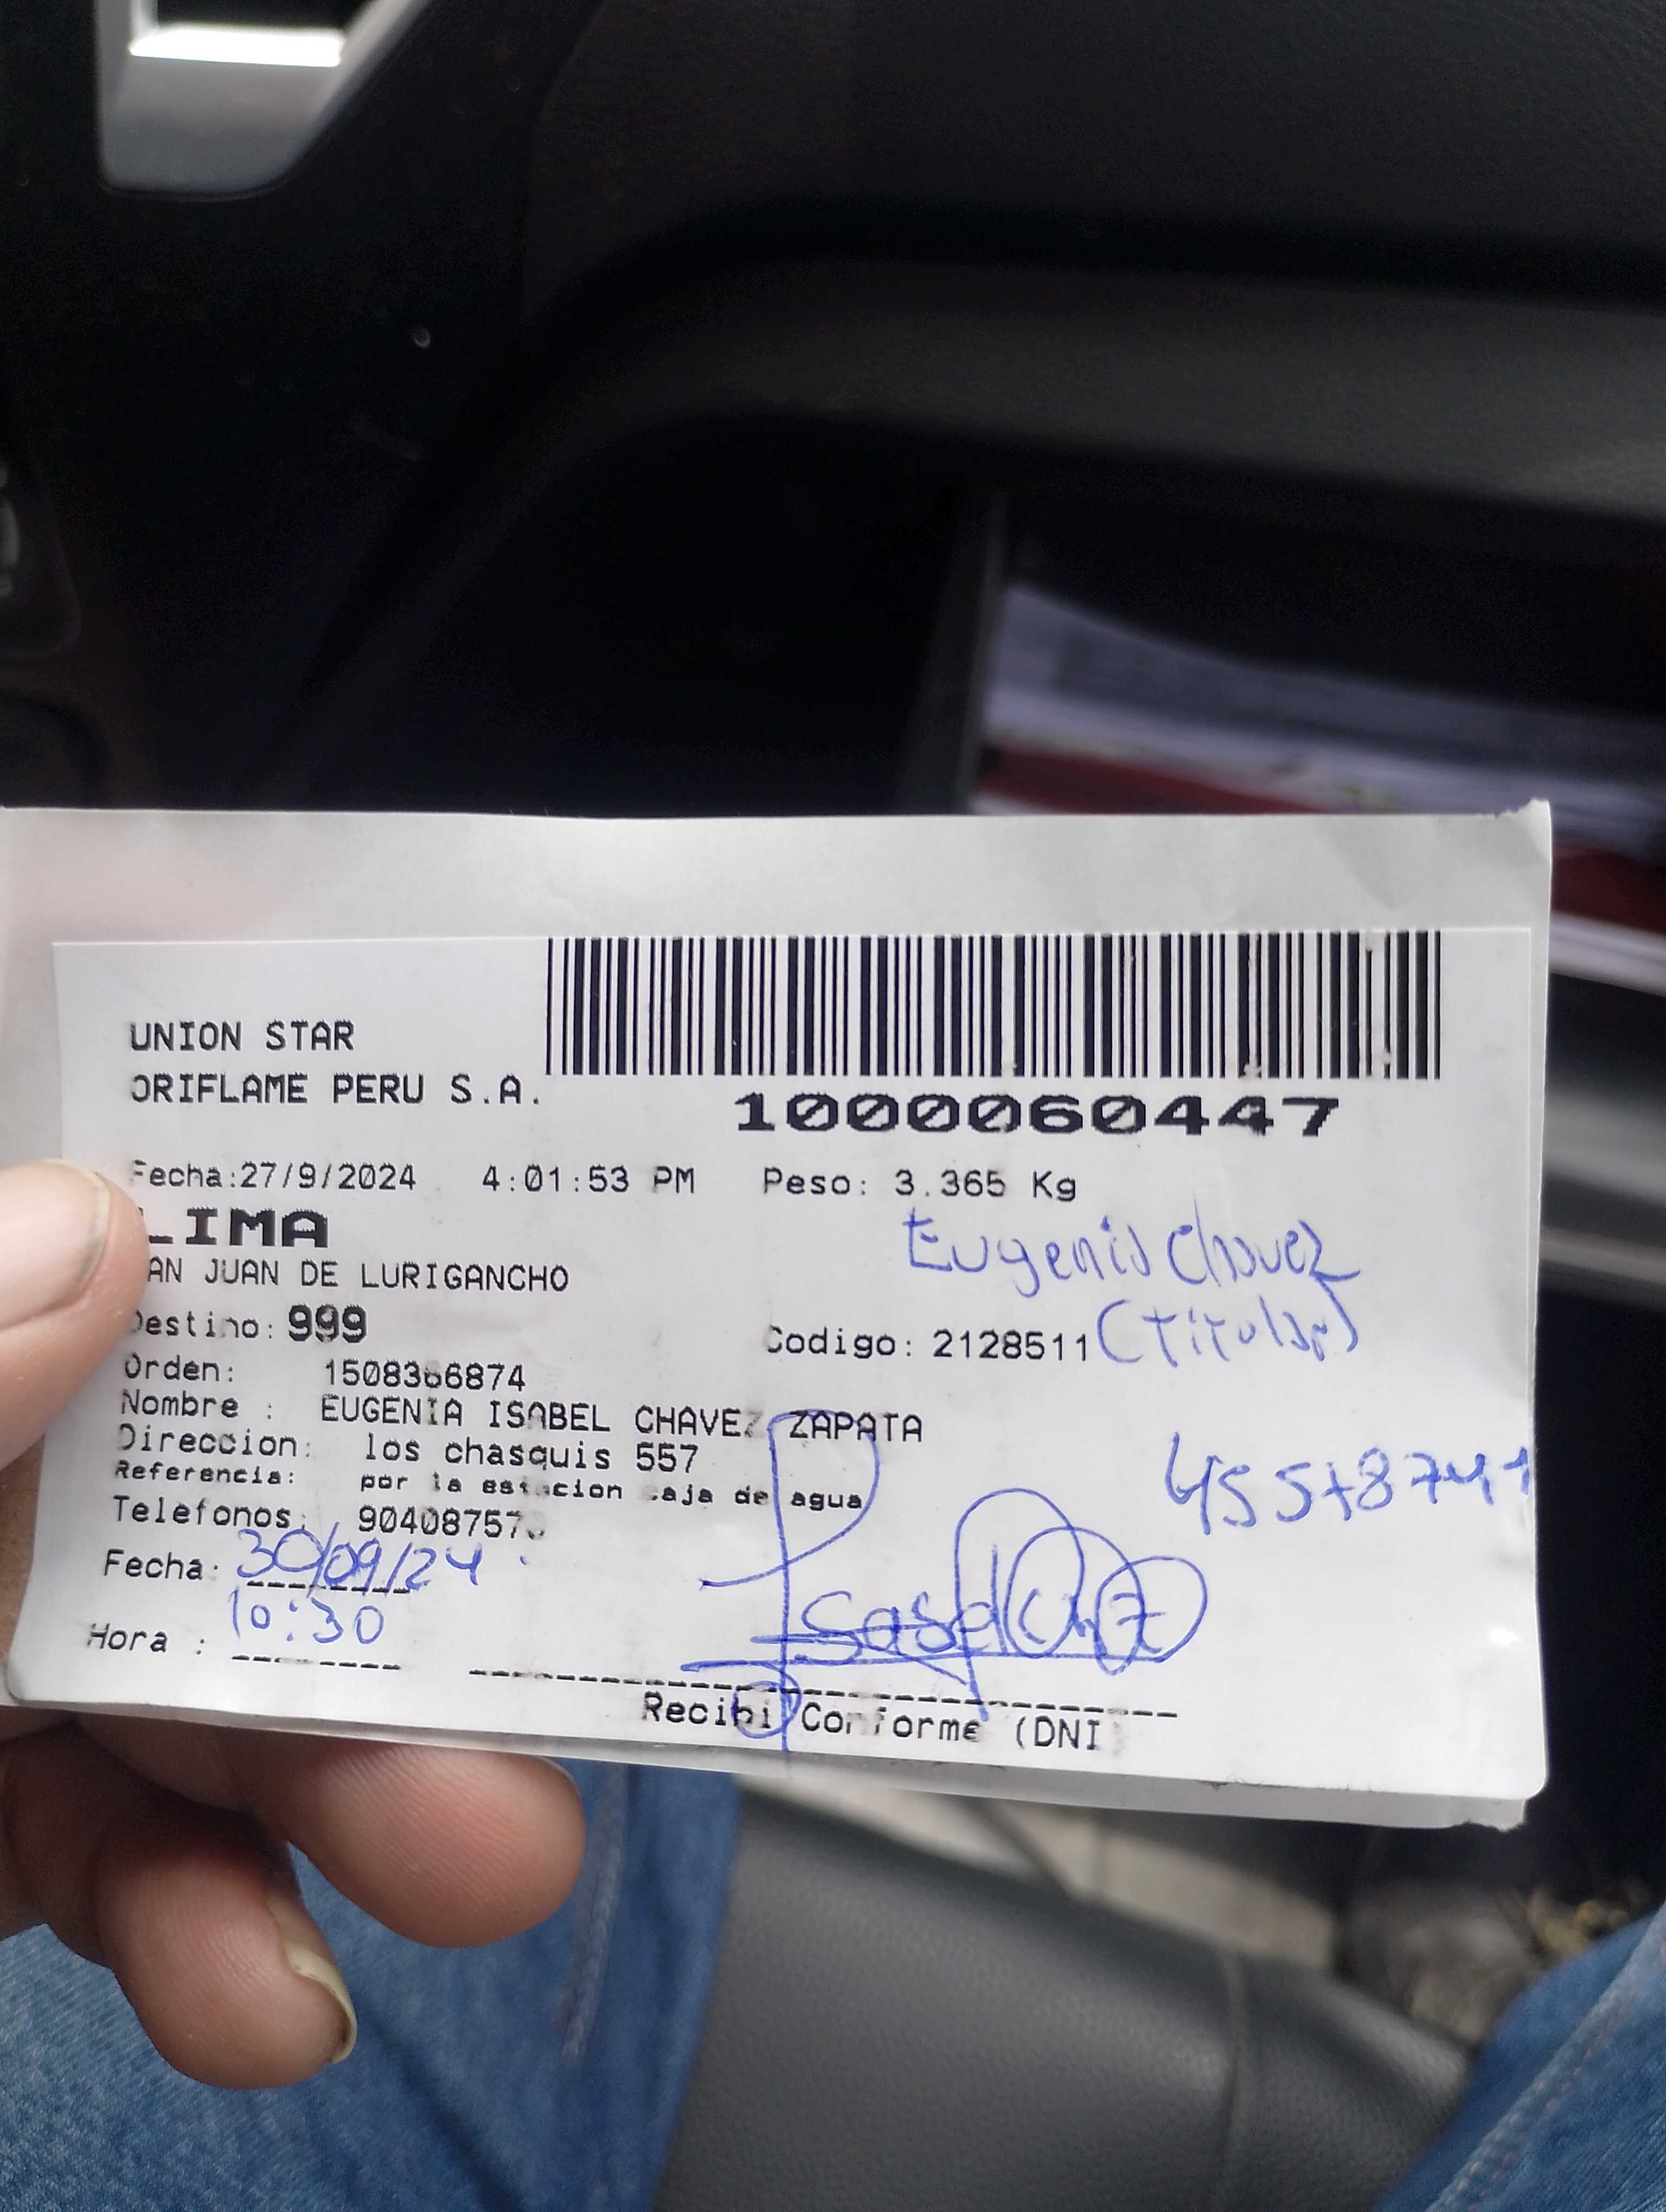 UNION STAR
ORIFLAME PERU S.A.
1000060447
Fecha:27/9/2024 4:01:53 PM Peso: 3.365 Kg
LIMA
Eugenia Chavez
AN JUAN DE LURIGANCHO
Destino: 999
Codigo: 2128511 (titular)
Orden: 1508366874
Nombre : EUGENIA ISABEL CHAVEZ ZAPATA
Direccion: los chasquis 557
Referencia: por la estacion caja de agua
45578741
Telefonos: 90408757
Fecha: 30/09/24
Isabel Chz
Hora : 10:30
Recibi Conforme (DNI